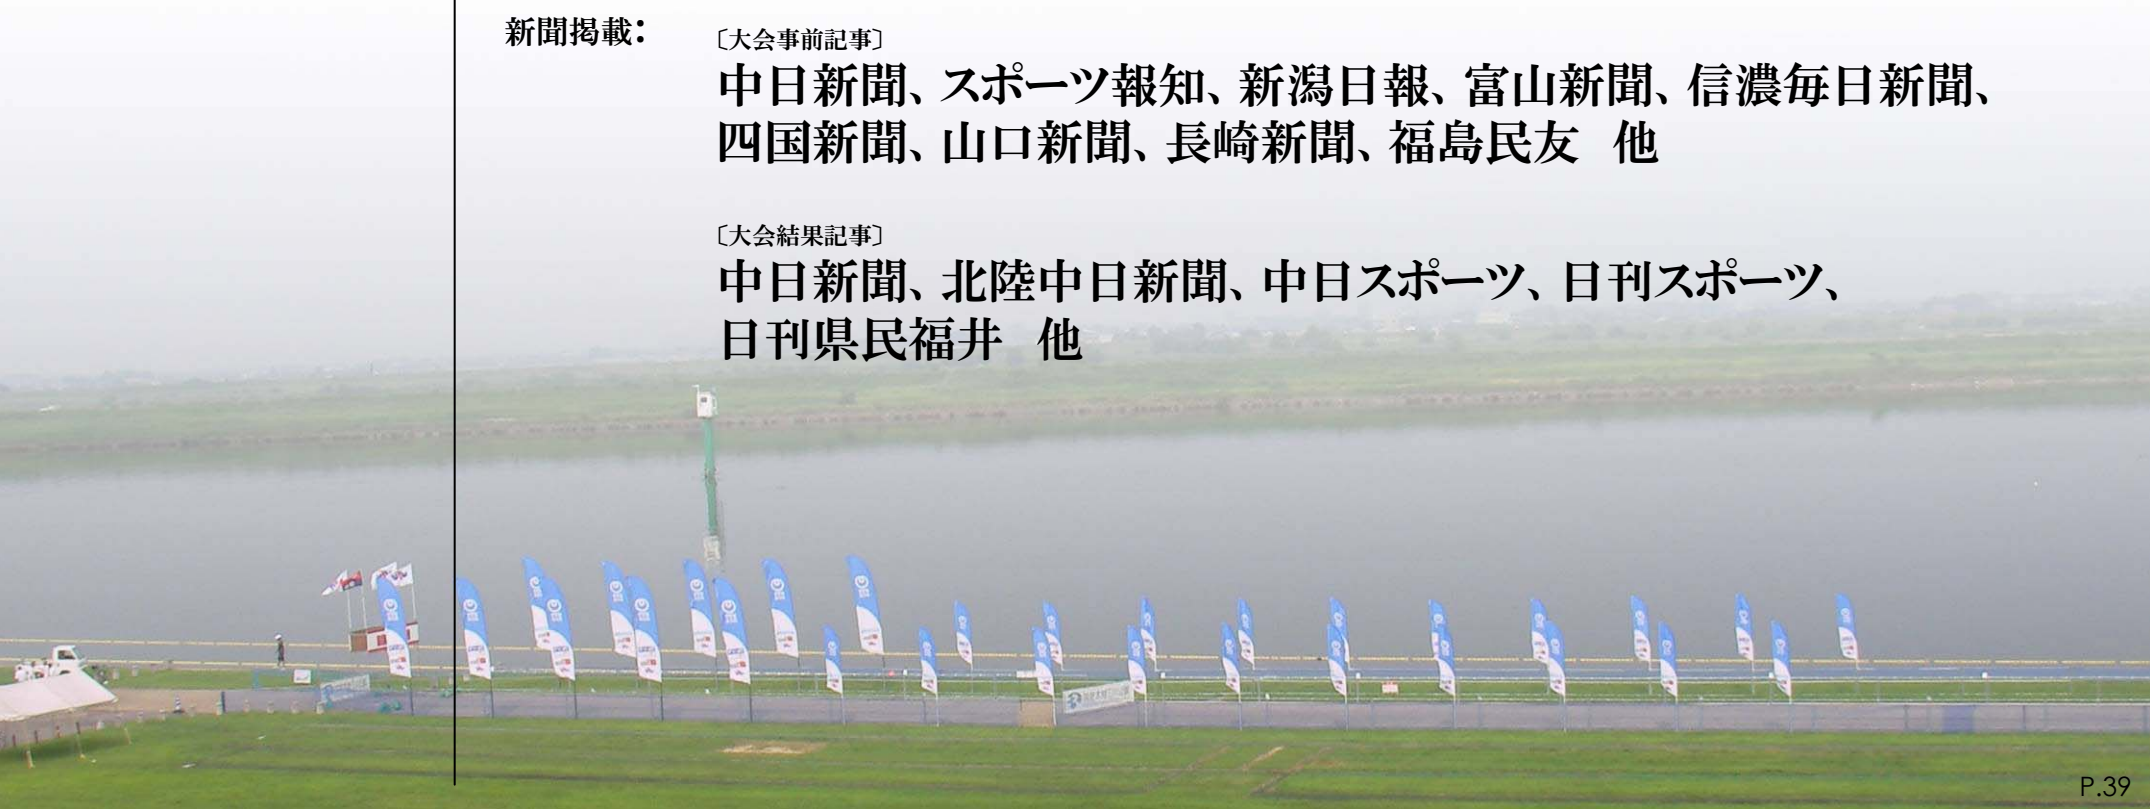 新聞掲載：
〔大会事前記事〕
中日新聞、スポーツ報知、新潟日報、富山新聞、信濃毎日新聞、
四国新聞、山口新聞、長崎新聞、福島民友　他
〔大会結果記事〕
中日新聞、北陸中日新聞、中日スポーツ、日刊スポーツ、
日刊県民福井　他
P.39